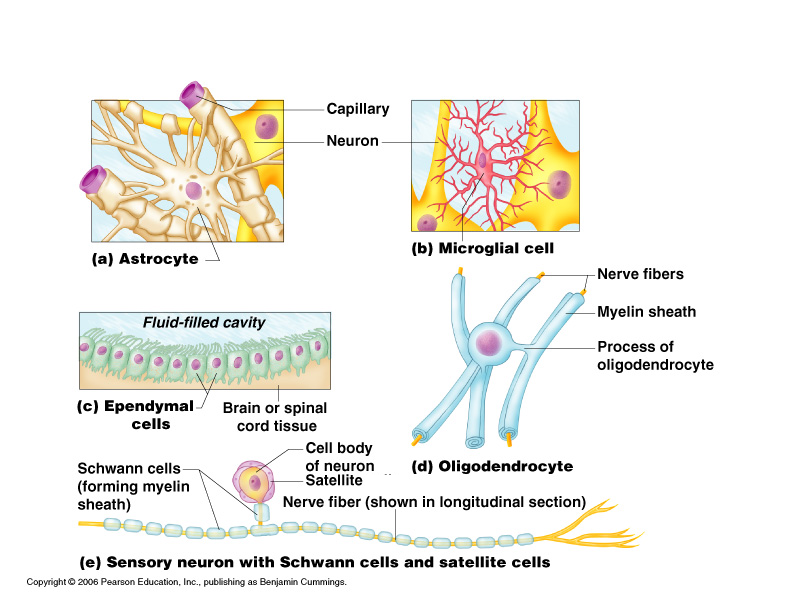 Capillary
Neuron
(a) Astrocyte
(b) Microglial cell
Nerve fibers
Myelin sheath
Process of
oligodendrocyte
Fluid-filled cavity
(c) Ependymal
cells
Brain or spinal
cord tissue
(d) Oligodendrocyte
Cell body
of neuron
Satellite
Schwann cells
(forming myelin
sheath)
Nerve fiber (shown in longitudinal section)
(e) Sensory neuron with Schwann cells and satellite cells
Copyright © 2006 Pearson Education, Inc., publishing as Benjamin Cummings.